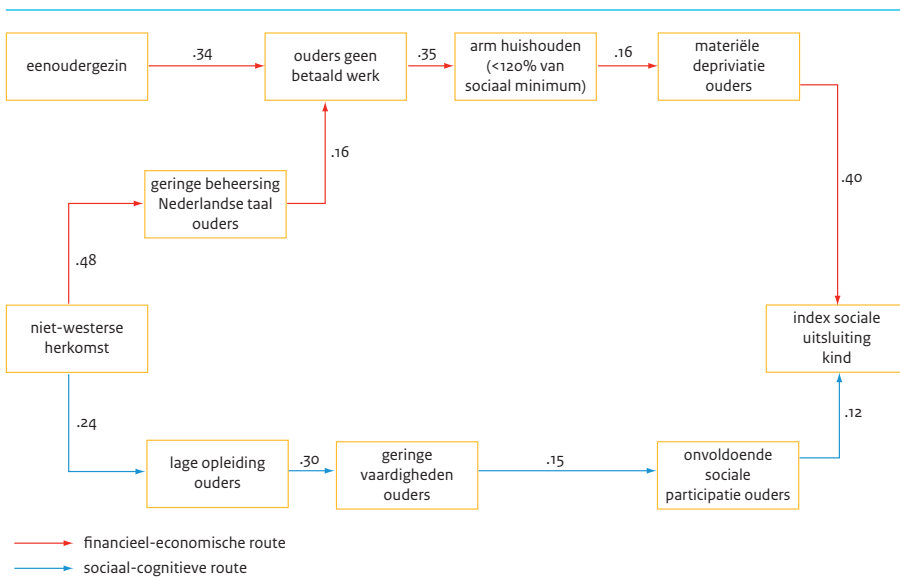 eenoudergezin
.34
ouders geen
betaald werk
.35
arm huishouden
(<120% van
sociaal minimum)
.16
materiële
depriviatie
ouders
.16
.40
geringe beheersing
Nederlandse taal
ouders
.48
niet-westerse
herkomst
index sociale
uitsluiting
kind
.24
.12
lage opleiding
ouders
.30
geringe
vaardigheden
ouders
.15
onvoldoende
sociale
participatie ouders
financieel-economische route
sociaal-cognitieve route